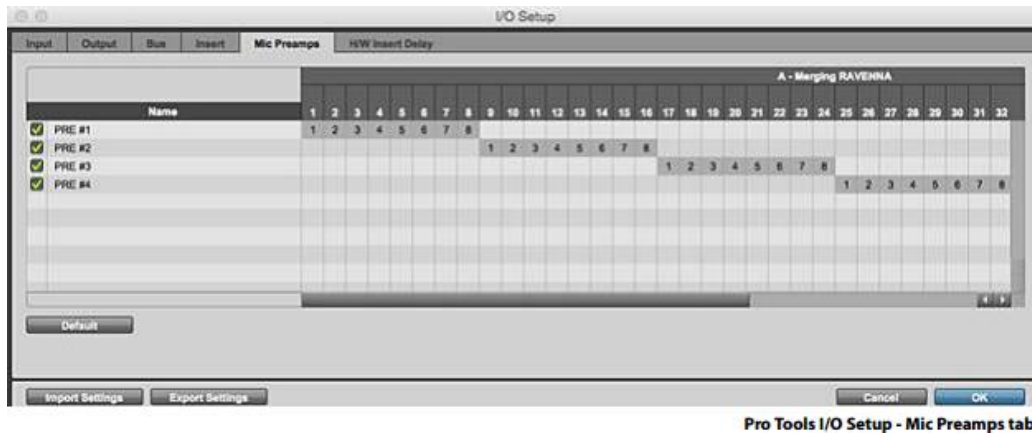 I/O Setup
Input Output Bus Insert Mic Preamps H/W Insert Delay
A - Merging RAVENNA
Name 1 2 3 4 5 6 7 8 9 10 11 12 13 14 15 16 17 18 19 20 21 22 23 24 25 26 27 28 29 30 31 32
PRE #1 1 2 3 4 5 6 7 8
PRE #2 1 2 3 4 5 6 7 8
PRE #3 1 2 3 4 5 6 7 8
PRE #4 1 2 3 4 5 6 7 8
Default
Import Settings Export Settings Cancel OK
Pro Tools I/O Setup - Mic Preamps tab